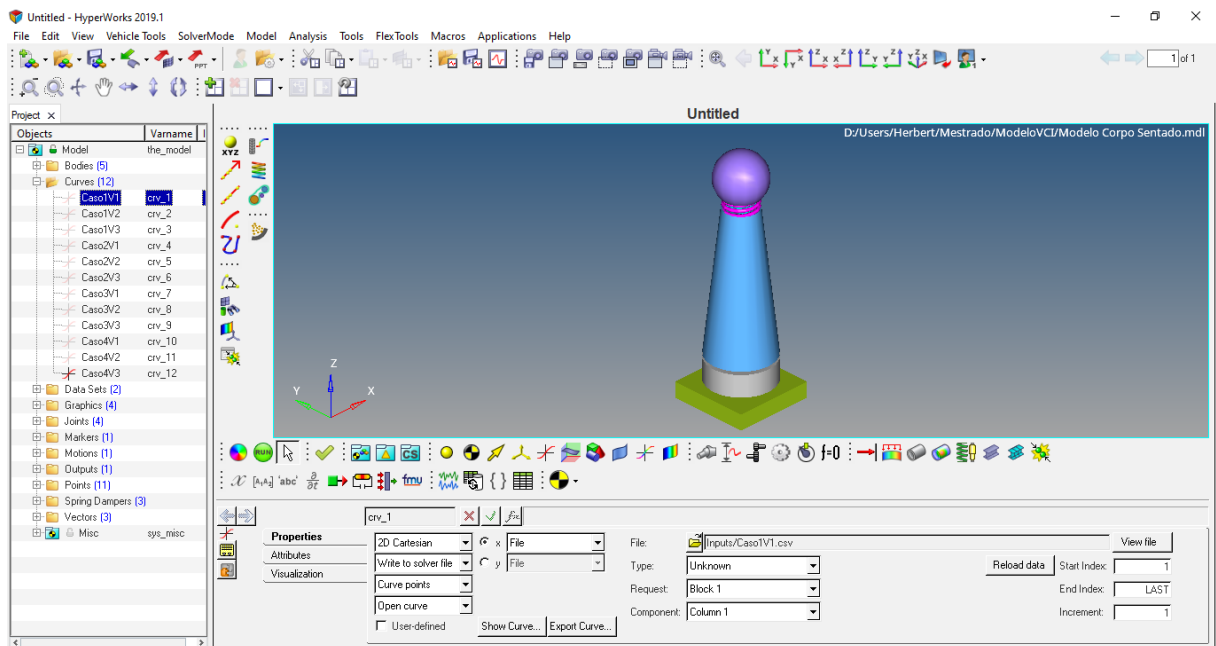 Untitled - HyperWorks 2019.1
File Edit View Vehicle Tools SolverMode Model Analysis Tools FlexTools Macros Applications Help
1 of 1
Project
Untitled
Objects Varname
D:/Users/Herbert/Mestrado/ModeloVCI/Modelo Corpo Sentado.mdl
Model the_model
Bodies (5)
Curves (12)
Caso1V1 crv_1
Caso1V2 crv_2
Caso1V3 crv_3
Caso2V1 crv_4
Caso2V2 crv_5
Caso2V3 crv_6
Caso3V1 crv_7
Caso3V2 crv_8
Caso3V3 crv_9
Caso4V1 crv_10
Caso4V2 crv_11
Caso4V3 crv_12
Data Sets (2)
Graphics (4)
Joints (4)
Markers (1)
Motions (1)
Outputs (1)
Points (11)
Spring Dampers (3)
Vectors (3)
Misc sys_misc
XYZ
Z
Y X
RUN CS f=0
'abc' fmu { }
crv_1
Properties
Attributes
Visualization
2D Cartesian x File
Write to solver file y File
Curve points
Open curve
User-defined Show Curve... Export Curve...
File: Inputs/Caso1V1.csv View file
Type: Unknown Reload data Start Index: 1
Request: Block 1 End Index: LAST
Component: Column 1 Increment: 1